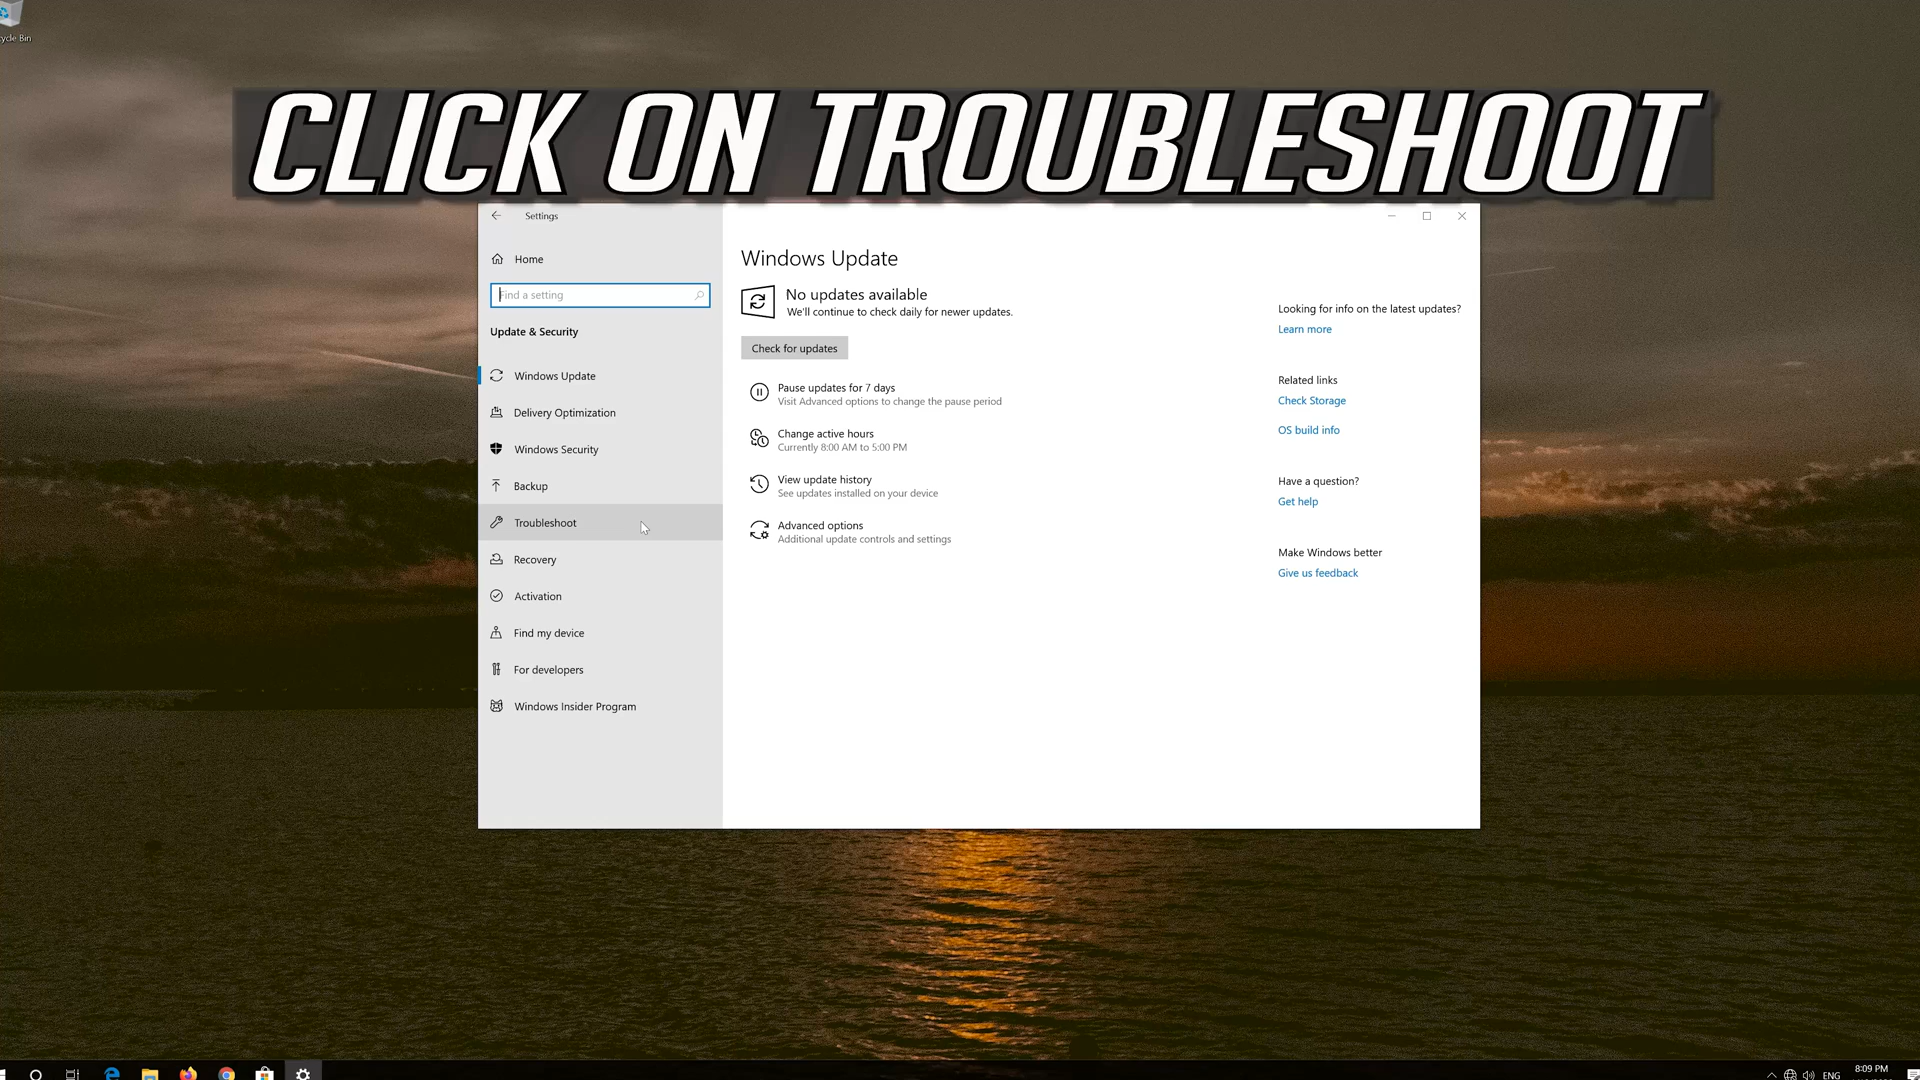 ycle Bin
CLICK ON TROUBLESHOOT
Settings
Home
Find a setting
Update & Security
Windows Update
Delivery Optimization
Windows Security
Backup
Troubleshoot
Recovery
Activation
Find my device
For developers
Windows Insider Program
Windows Update
No updates available
We'll continue to check daily for newer updates.
Check for updates
Pause updates for 7 days
Visit Advanced options to change the pause period
Change active hours
Currently 8:00 AM to 5:00 PM
View update history
See updates installed on your device
Advanced options
Additional update controls and settings
Looking for info on the latest updates?
Learn more
Related links
Check Storage
OS build info
Have a question?
Get help
Make Windows better
Give us feedback
ENG
8:09 PM